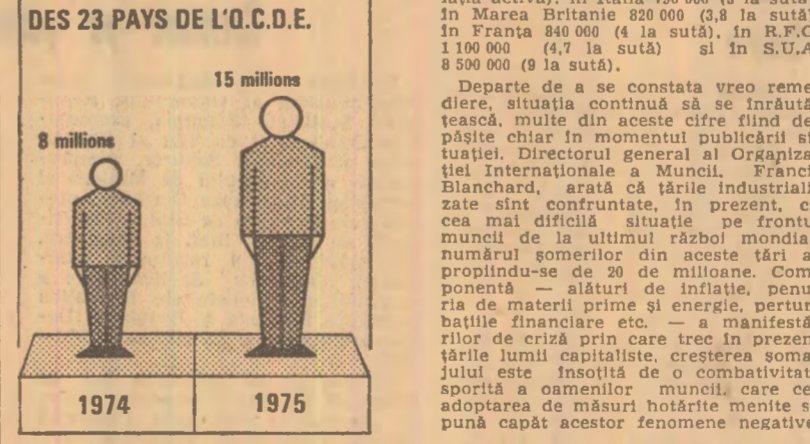 DES 23 PAYS DE L'O.C.D.E.
15 millions
8 millions
1974
1975
în Marea Britanie 820 000 (3,8 la sută)
în Franța 840 000 (4 la sută), în R.F.G
1 100 000 (4,7 la sută) și în S.U.A
8 500 000 (9 la sută).
Departe de a se constata vreo reme
diere, situația continuă să se înrăută
țească, multe din aceste cifre fiind de
pășite chiar în momentul publicării si
tuației. Directorul general al Organiza
ției Internaționale a Muncii, Franci
Blanchard, arată că țările industriali
zate sînt confruntate, în prezent, c
cea mai dificilă situație pe frontu
muncii de la ultimul război mondia
numărul șomerilor din aceste țări a
propiindu-se de 20 de milioane. Com
ponentă — alături de inflație, penu
ria de materii prime și energie, pertur
bațiile financiare etc. — a manifestă
rilor de criză prin care trec în prezen
țările lumii capitaliste, creșterea șoma
jului este însoțită de o combativitat
sporită a oamenilor muncii, care ce
adoptarea de măsuri hotărîte menite s
pună capăt acestor fenomene negativ